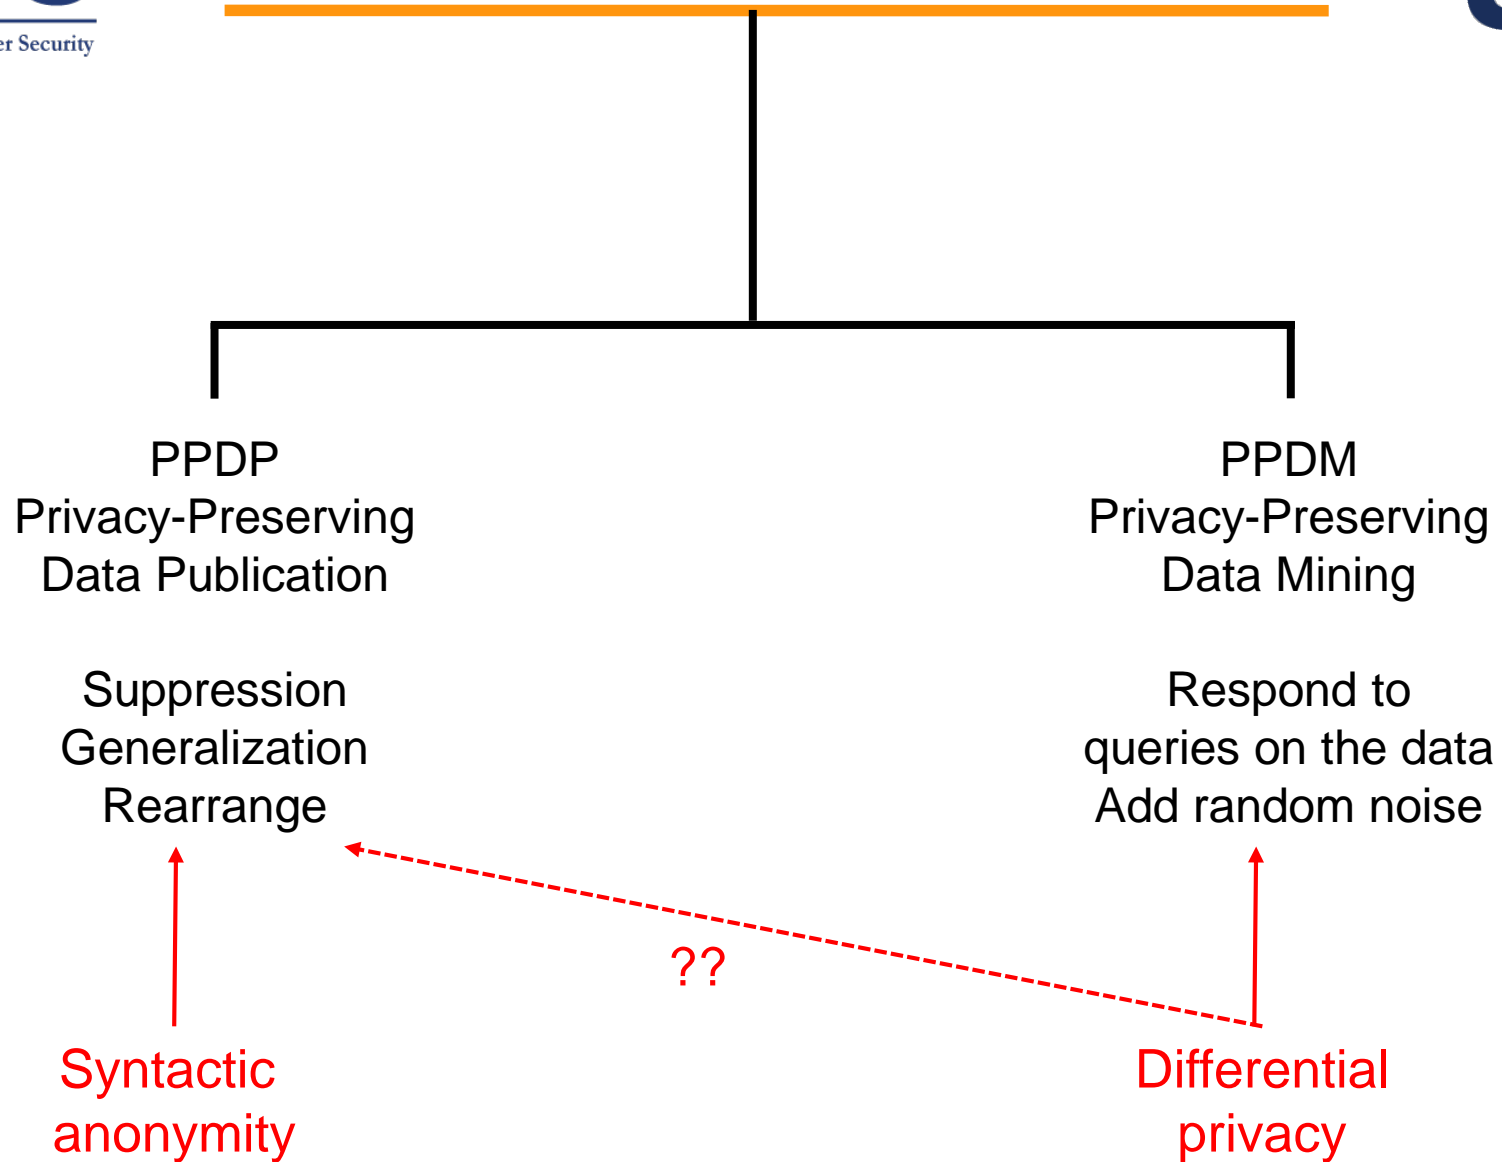 er Security
PPDP
Privacy-Preserving
Data Publication
Suppression
Generalization
Rearrange
PPDM
Privacy-Preserving
Data Mining
Respond to
queries on the data
Add random noise
??
Syntactic
anonymity
Differential
privacy